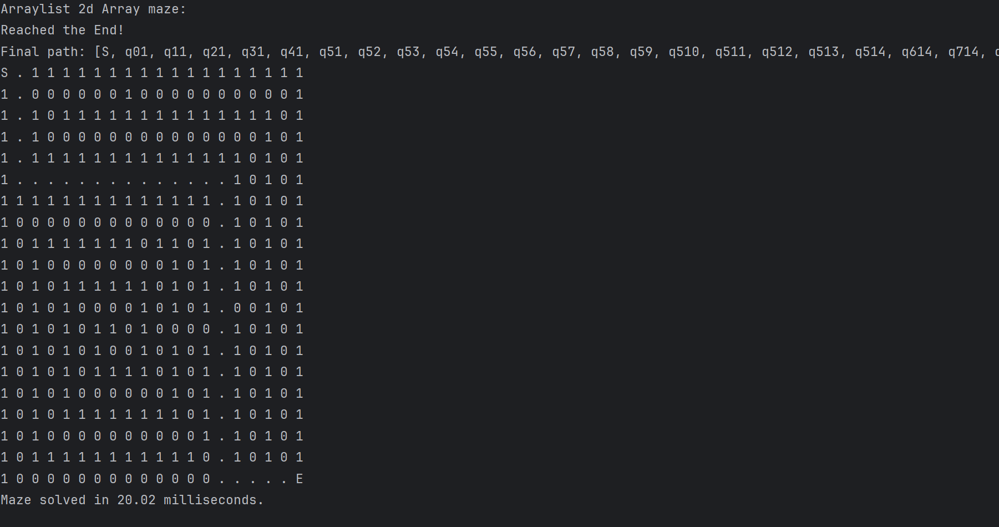 Arraylist 2d Array maze:
Reached the End!
Final path: [S, q01, q11, q21, q31, q41, q51, q52, q53, q54, q55, q56, q57, q58, q59, q510, q511, q512, q513, q514, q614, q714,
S . 1 1 1 1 1 1 1 1 1 1 1 1 1 1 1 1 1 1
1 . 0 0 0 0 0 0 1 0 0 0 0 0 0 0 0 0 0 1
1 . 1 0 1 1 1 1 1 1 1 1 1 1 1 1 1 1 0 1
1 . 1 0 0 0 0 0 0 0 0 0 0 0 0 0 0 1 0 1
1 . 1 1 1 1 1 1 1 1 1 1 1 1 1 1 0 1 0 1
1 . . . . . . . . . . . . . . 1 0 1 0 1
1 1 1 1 1 1 1 1 1 1 1 1 1 1 . 1 0 1 0 1
1 0 0 0 0 0 0 0 0 0 0 0 0 0 . 1 0 1 0 1
1 0 1 1 1 1 1 1 1 0 1 1 0 1 . 1 0 1 0 1
1 0 1 0 0 0 0 0 0 0 0 1 0 1 . 1 0 1 0 1
1 0 1 0 1 1 1 1 1 1 0 1 0 1 . 1 0 1 0 1
1 0 1 0 1 0 0 0 0 1 0 1 0 1 . 0 0 1 0 1
1 0 1 0 1 0 1 1 0 1 0 0 0 0 . 1 0 1 0 1
1 0 1 0 1 0 1 0 0 1 0 1 0 1 . 1 0 1 0 1
1 0 1 0 1 0 1 1 1 1 0 1 0 1 . 1 0 1 0 1
1 0 1 0 1 0 0 0 0 0 0 1 0 1 . 1 0 1 0 1
1 0 1 0 1 1 1 1 1 1 1 1 0 1 . 1 0 1 0 1
1 0 1 0 0 0 0 0 0 0 0 0 0 1 . 1 0 1 0 1
1 0 1 1 1 1 1 1 1 1 1 1 1 0 . 1 0 1 0 1
1 0 0 0 0 0 0 0 0 0 0 0 0 0 . . . . . E
Maze solved in 20.02 milliseconds.